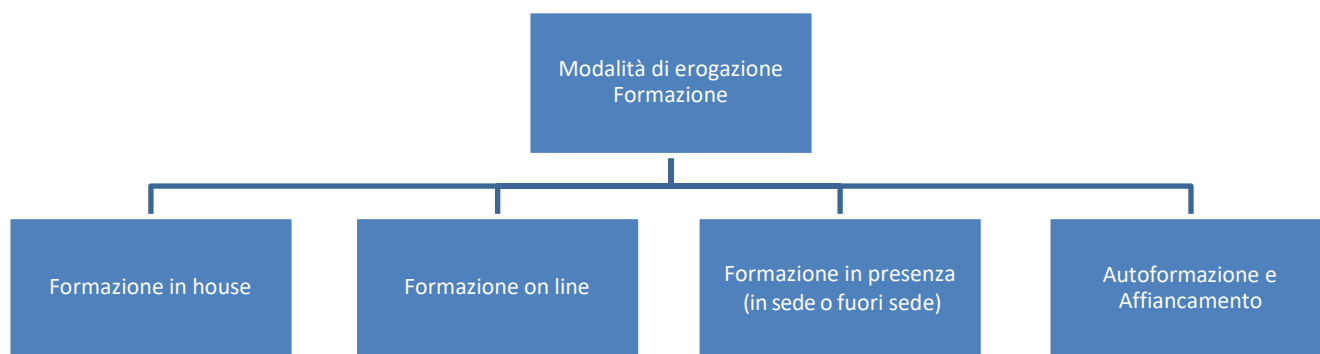 Modalità di erogazione
Formazione
Formazione in house
Formazione on line
Formazione in presenza
(in sede o fuori sede)
Autoformazione e
Affiancamento